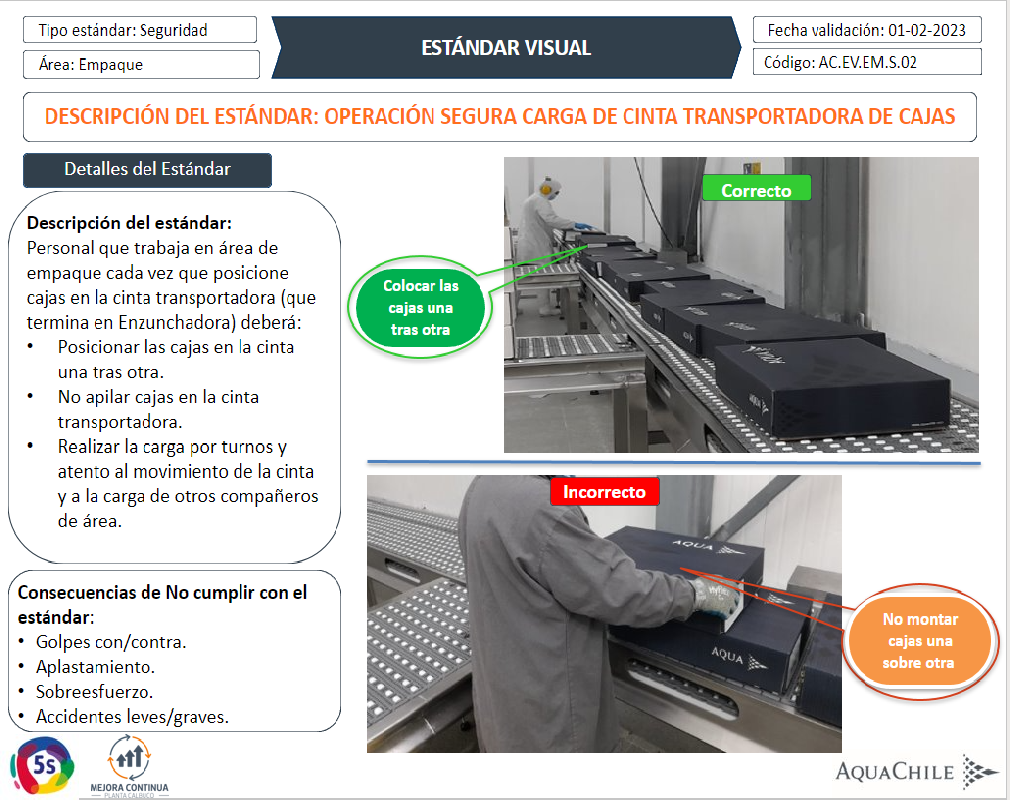 Tipo estándar: Seguridad
Área: Empaque
ESTÁNDAR VISUAL
Fecha validación: 01-02-2023
Código: AC.EV.EM.S.02
DESCRIPCIÓN DEL ESTÁNDAR: OPERACIÓN SEGURA CARGA DE CINTA TRANSPORTADORA DE CAJAS
Detalles del Estándar
Descripción del estándar:
Personal que trabaja en área de
empaque cada vez que posicione
cajas en la cinta transportadora (que
termina en Enzunchadora) deberá:
• Posicionar las cajas en la cinta
una tras otra.
• No apilar cajas en la cinta
transportadora.
• Realizar la carga por turnos y
atento al movimiento de la cinta
y a la carga de otros compañeros
de área.
Consecuencias de No cumplir con el
estándar:
• Golpes con/contra.
• Aplastamiento.
• Sobreesfuerzo.
• Accidentes leves/graves.
Correcto
Colocar las
cajas una
tras otra
AQUA
AQUA
Incorrecto
AQUA
AQUA
No montar
cajas una
sobre otra
5s
MEJORA CONTINUA
PLANTA CALBUCO
AQUACHILE